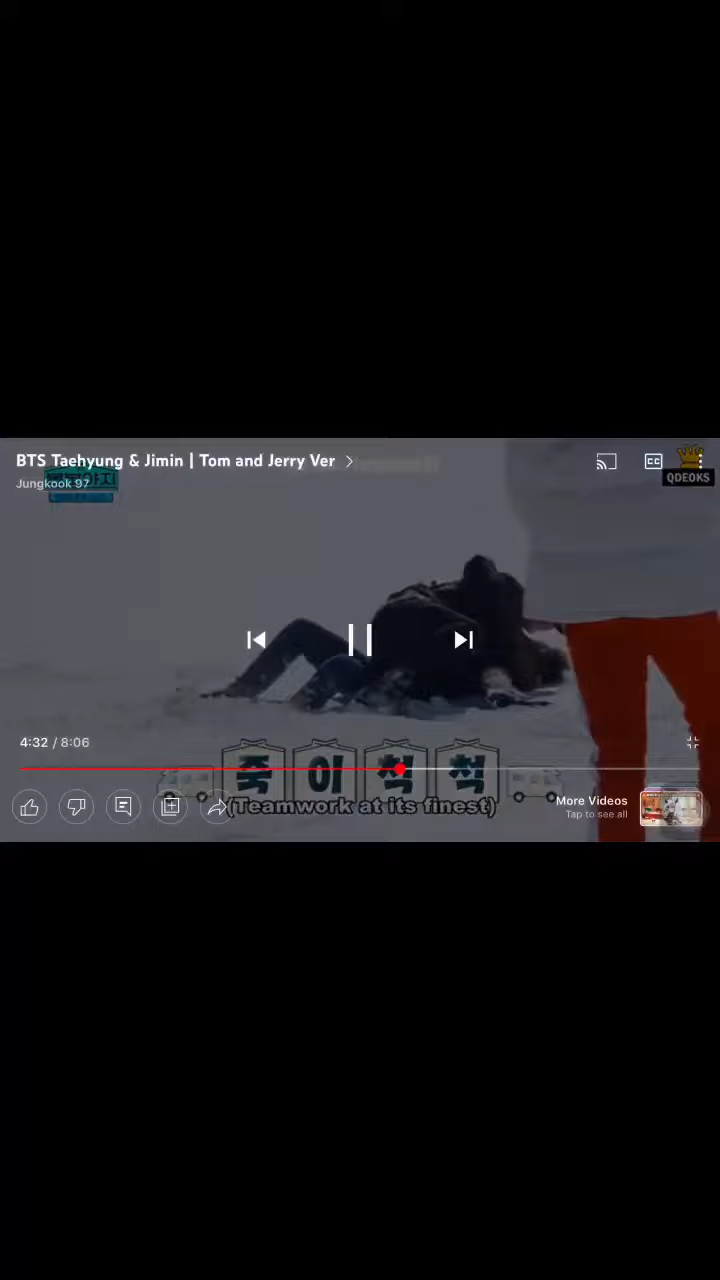 BTS Taehyung & Jimin | Tom and Jerry Ver
Jungkook 97
QDEOKS
4:32 / 8:06
죽이척척
(Teamwork at its finest)
More Videos
Tap to see all